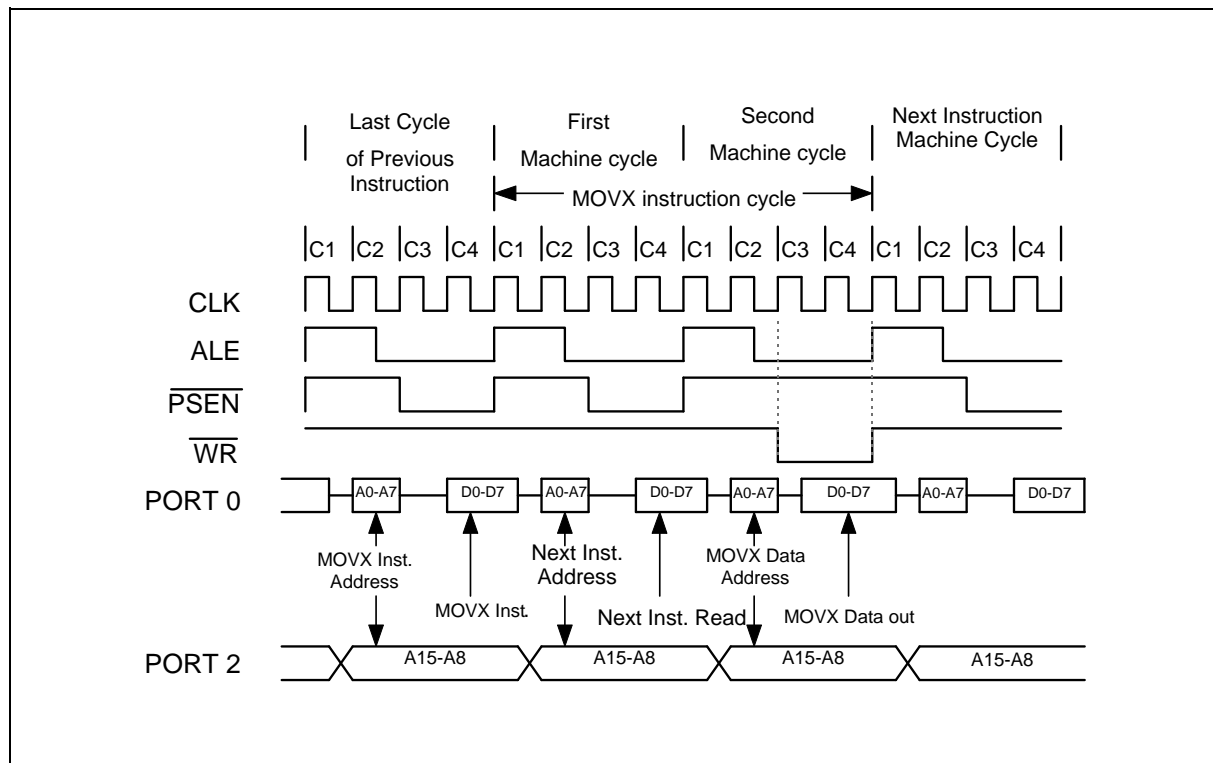 Last Cycle
of Previous
Instruction
First
Machine cycle
Second
Machine cycle
Next Instruction
Machine Cycle
MOVX instruction cycle
C1 C2 C3 C4 C1 C2 C3 C4 C1 C2 C3 C4 C1 C2 C3 C4
CLK
ALE
PSEN
WR
PORT 0
A0-A7 D0-D7 A0-A7 D0-D7 A0-A7 D0-D7 A0-A7 D0-D7
MOVX Inst.
Address
MOVX Inst.
Next Inst.
Address
Next Inst. Read
MOVX Data
Address
MOVX Data out
PORT 2
A15-A8 A15-A8 A15-A8 A15-A8